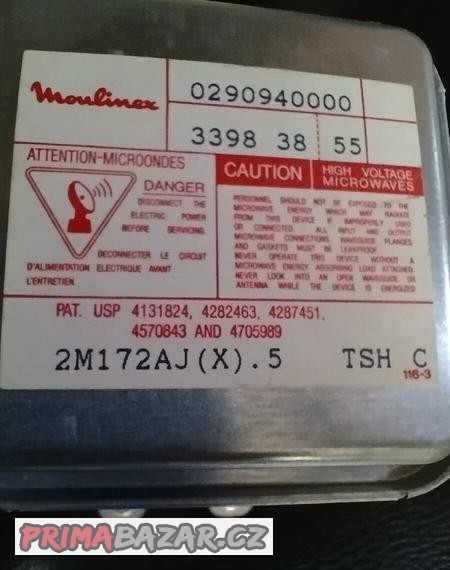 Moulinex
0290940000
3398 38 55
ATTENTION-MICROONDES
DANGER
DISCONNECT THE
ELECTRIC POWER
BEFORE SERVICING.
DECONNECTER LE CIRCUIT
D'ALIMENTATION ELECTRIQUE AVANT
L'ENTRETIEN.
CAUTION
HIGH VOLTAGE
MICROWAVES
PERSONNEL SHOULD NOT BE EXPOSED TO THE
MICROWAVE ENERGY WHICH MAY RADIATE
FROM THIS DEVICE IF IMPROPERLY USED
OR CONNECTED. ALL INPUT AND OUTPUT
MICROWAVE CONNECTIONS WAVEGUIDE FLANGES
AND GASKETS MUST BE LEAKPROOF
NEVER OPERATE THIS DEVICE WITHOUT A
MICROWAVE ENERGY ABSORBING LOAD ATTACHED
NEVER LOOK INTO AN OPEN WAVEGUIDE OR
ANTENNA WHILE THE DEVICE IS ENERGIZED
PAT. USP 4131824, 4282463, 4287451,
4570843 AND 4705989
2M172AJ(X).5 TSH C
116-3
PRIMABAZAR.CZ